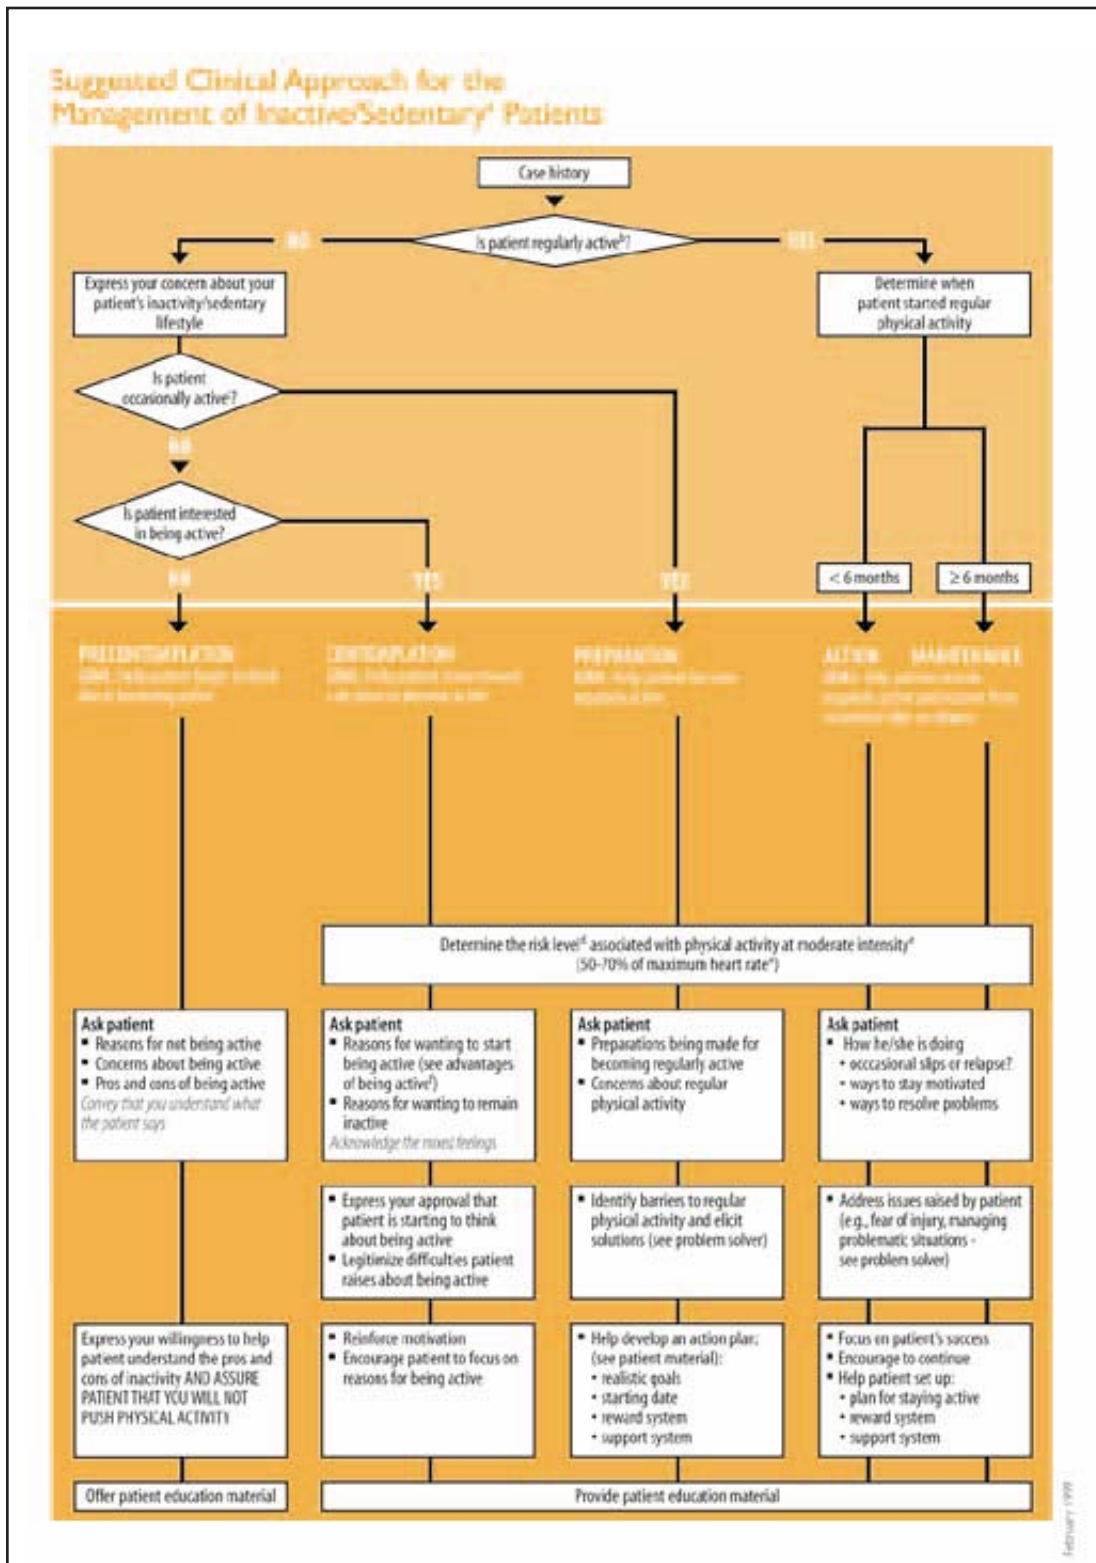 Suggested Clinical Approach for the
Management of Inactive/Sedentary Patients
Case history
Is patient regularly active b?
NO
YES
Express your concern about your
patient's inactivity/sedentary
lifestyle
Determine when
patient started regular
physical activity
Is patient
occasionally active?
NO
Is patient interested
in being active?
NO
YES
YES
< 6 months
≥ 6 months
PRECONTEMPLATION
CONTEMPLATION
PREPARATION
ACTION
MAINTENANCE
Determine the risk level d associated with physical activity at moderate intensity
(50-70% of maximum heart rate)
Ask patient
▪ Reasons for not being active
▪ Concerns about being active
▪ Pros and cons of being active
Convey that you understand what
the patient says
Ask patient
▪ Reasons for wanting to start
being active (see advantages
of being active f)
▪ Reasons for wanting to remain
inactive
Acknowledge the mixed feelings
Ask patient
▪ Preparations being made for
becoming regularly active
▪ Concerns about regular
physical activity
Ask patient
▪ How he/she is doing
• occcasional slips or relapse?
• ways to stay motivated
• ways to resolve problems
▪ Express your approval that
patient is starting to think
about being active
▪ Legitimize difficulties patient
raises about being active
▪ Identify barriers to regular
physical activity and elicit
solutions (see problem solver)
▪ Address issues raised by patient
(e.g., fear of injury, managing
problematic situations -
see problem solver)
Express your willingness to help
patient understand the pros and
cons of inactivity AND ASSURE
PATIENT THAT YOU WILL NOT
PUSH PHYSICAL ACTIVITY
▪ Reinforce motivation
▪ Encourage patient to focus on
reasons for being active
▪ Help develop an action plan:
(see patient material):
• realistic goals
• starting date
• reward system
• support system
▪ Focus on patient's success
▪ Encourage to continue
▪ Help patient set up:
• plan for staying active
• reward system
• support system
Offer patient education material
Provide patient education material
February 1999